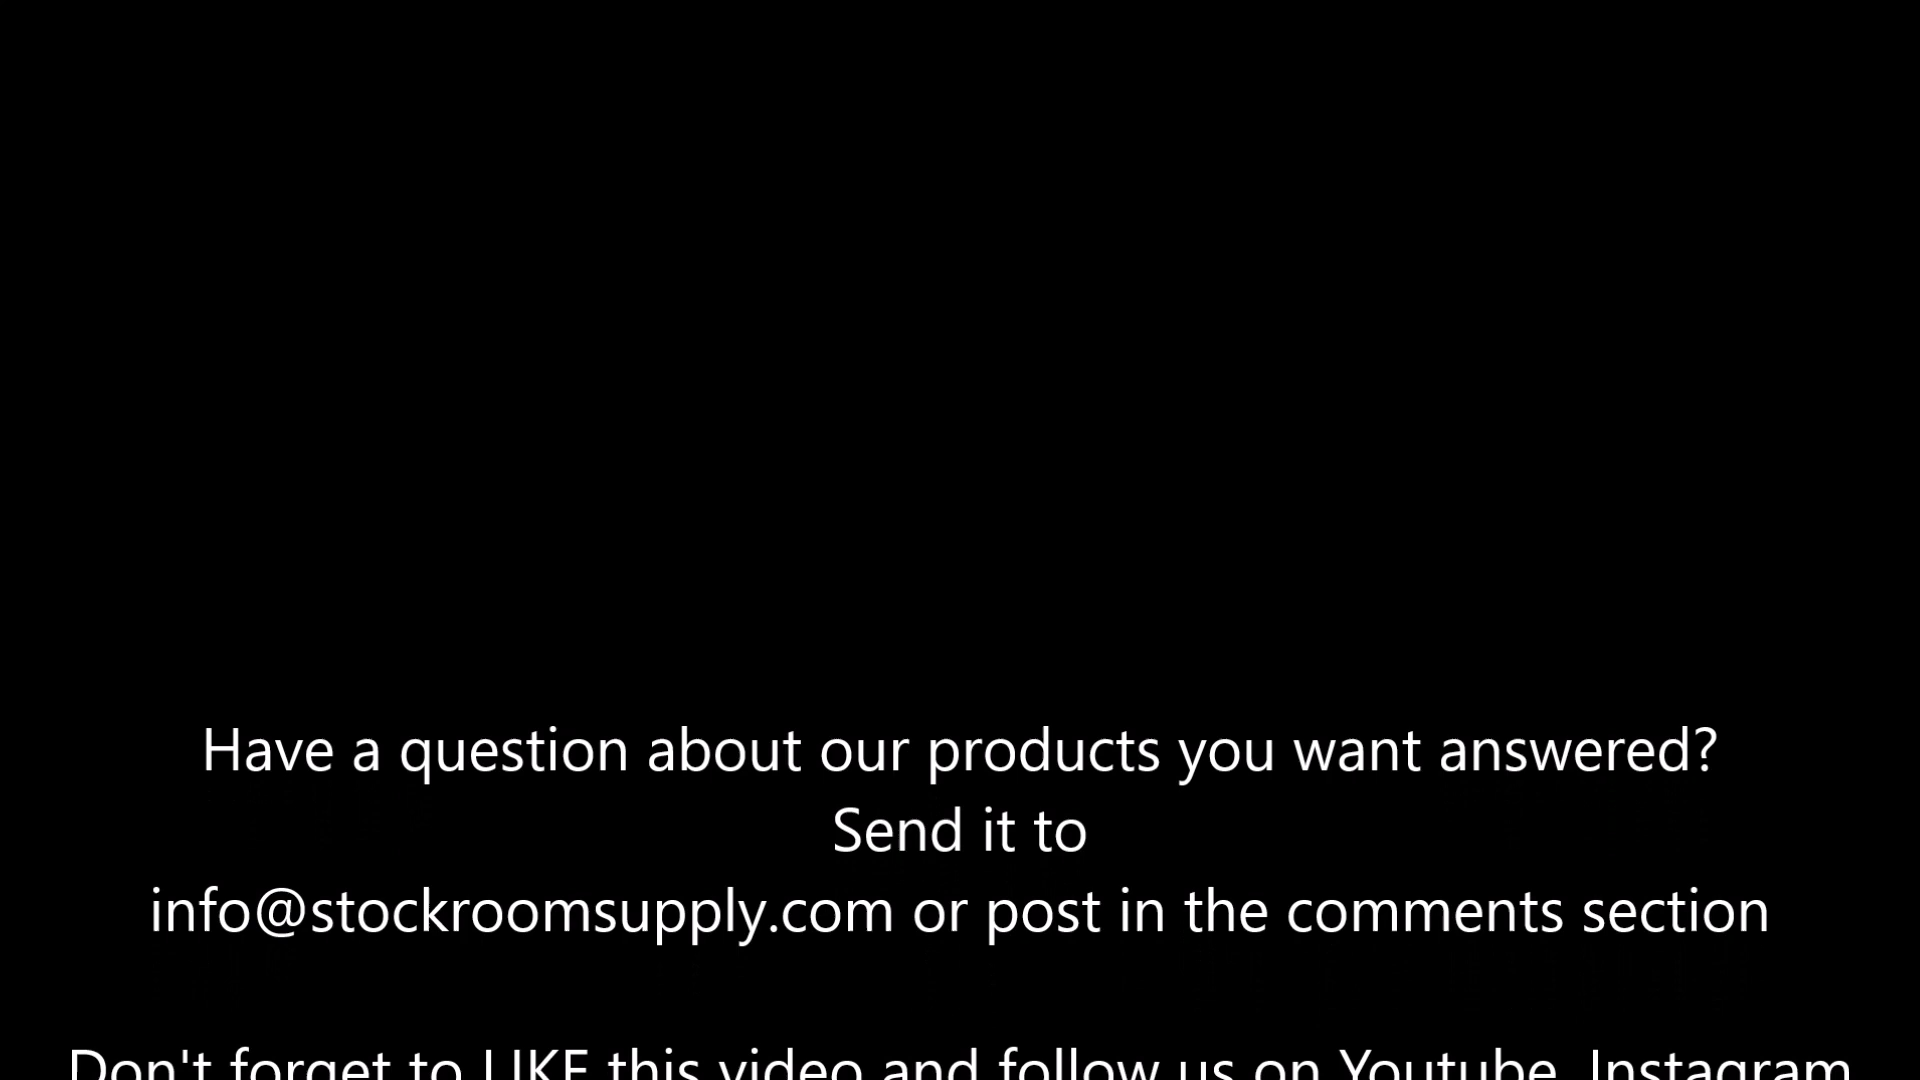 Have a question about our products you want answered?
Send it to
info@stockroomsupply.com or post in the comments section
Don't forget to LIKE this video and follow us on Youtube, Instagram